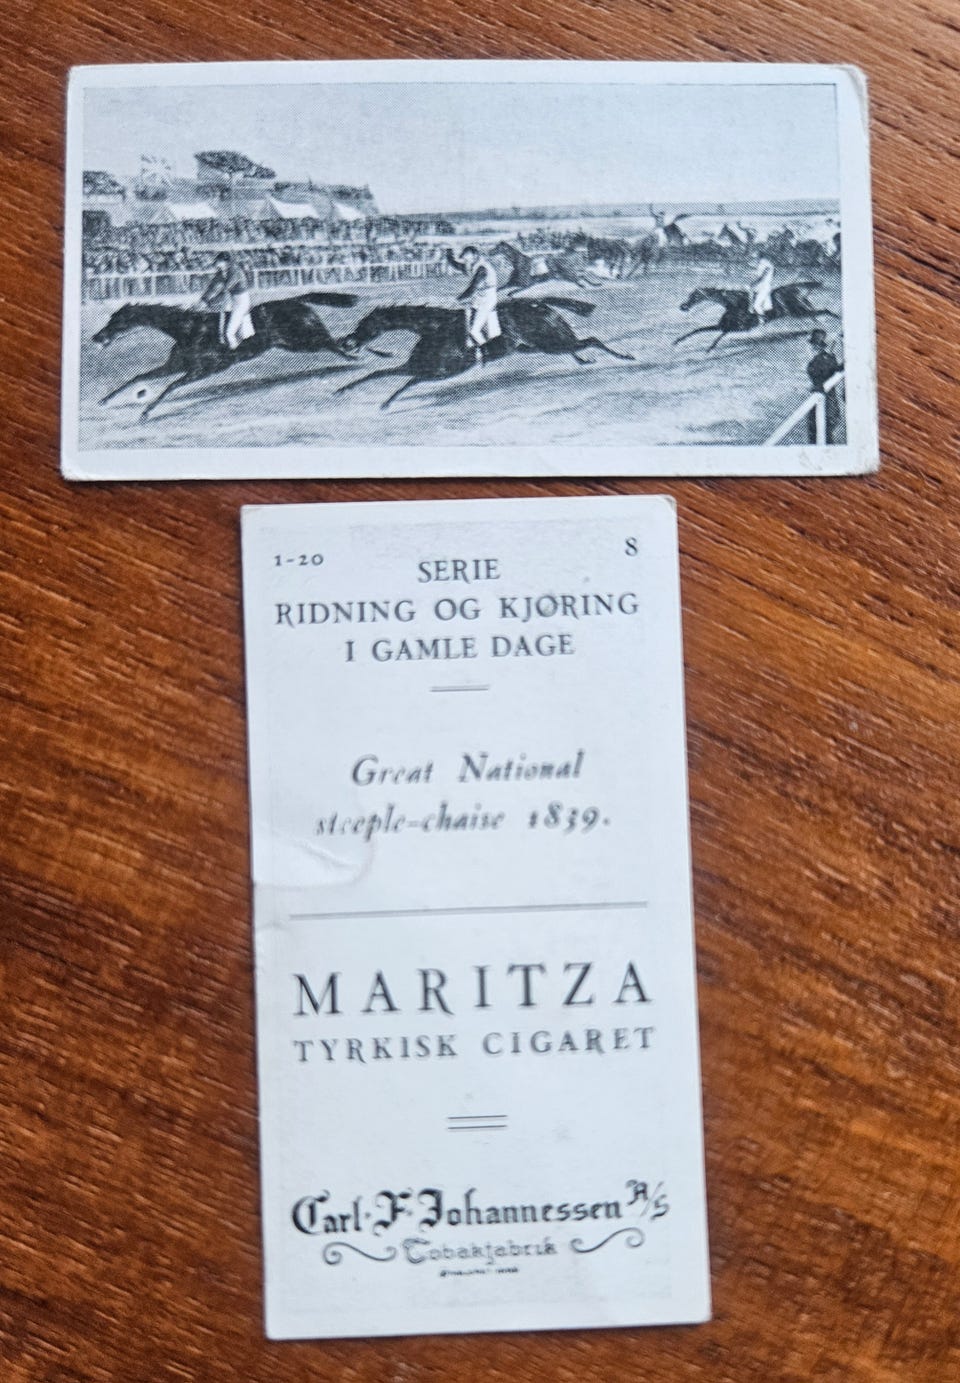 1-20
8
SERIE
RIDNING OG KJØRING
I GAMLE DAGE
Great National
steeple-chaise 1839.
MARITZA
TYRKISK CIGARET
Carl·F·Johannessen A/S
Tobakfabrik